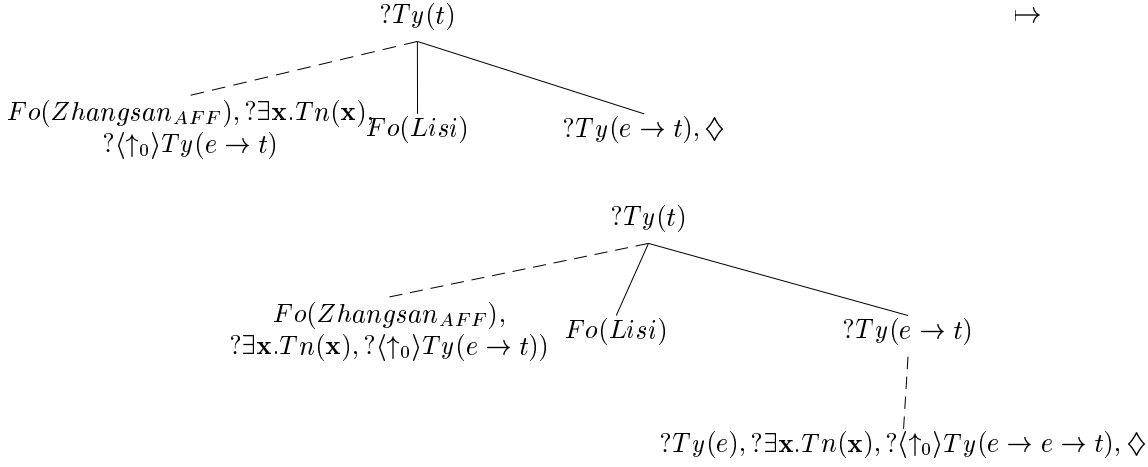 ?Ty(t) ↦
Fo(Zhangsan_AFF), ?∃x.Tn(x), Fo(Lisi) ?Ty(e → t), ◇
?⟨↑₀⟩Ty(e → t)
?Ty(t)
Fo(Zhangsan_AFF), Fo(Lisi) ?Ty(e → t)
?∃x.Tn(x), ?⟨↑₀⟩Ty(e → t))
?Ty(e), ?∃x.Tn(x), ?⟨↑₀⟩Ty(e → e → t), ◇